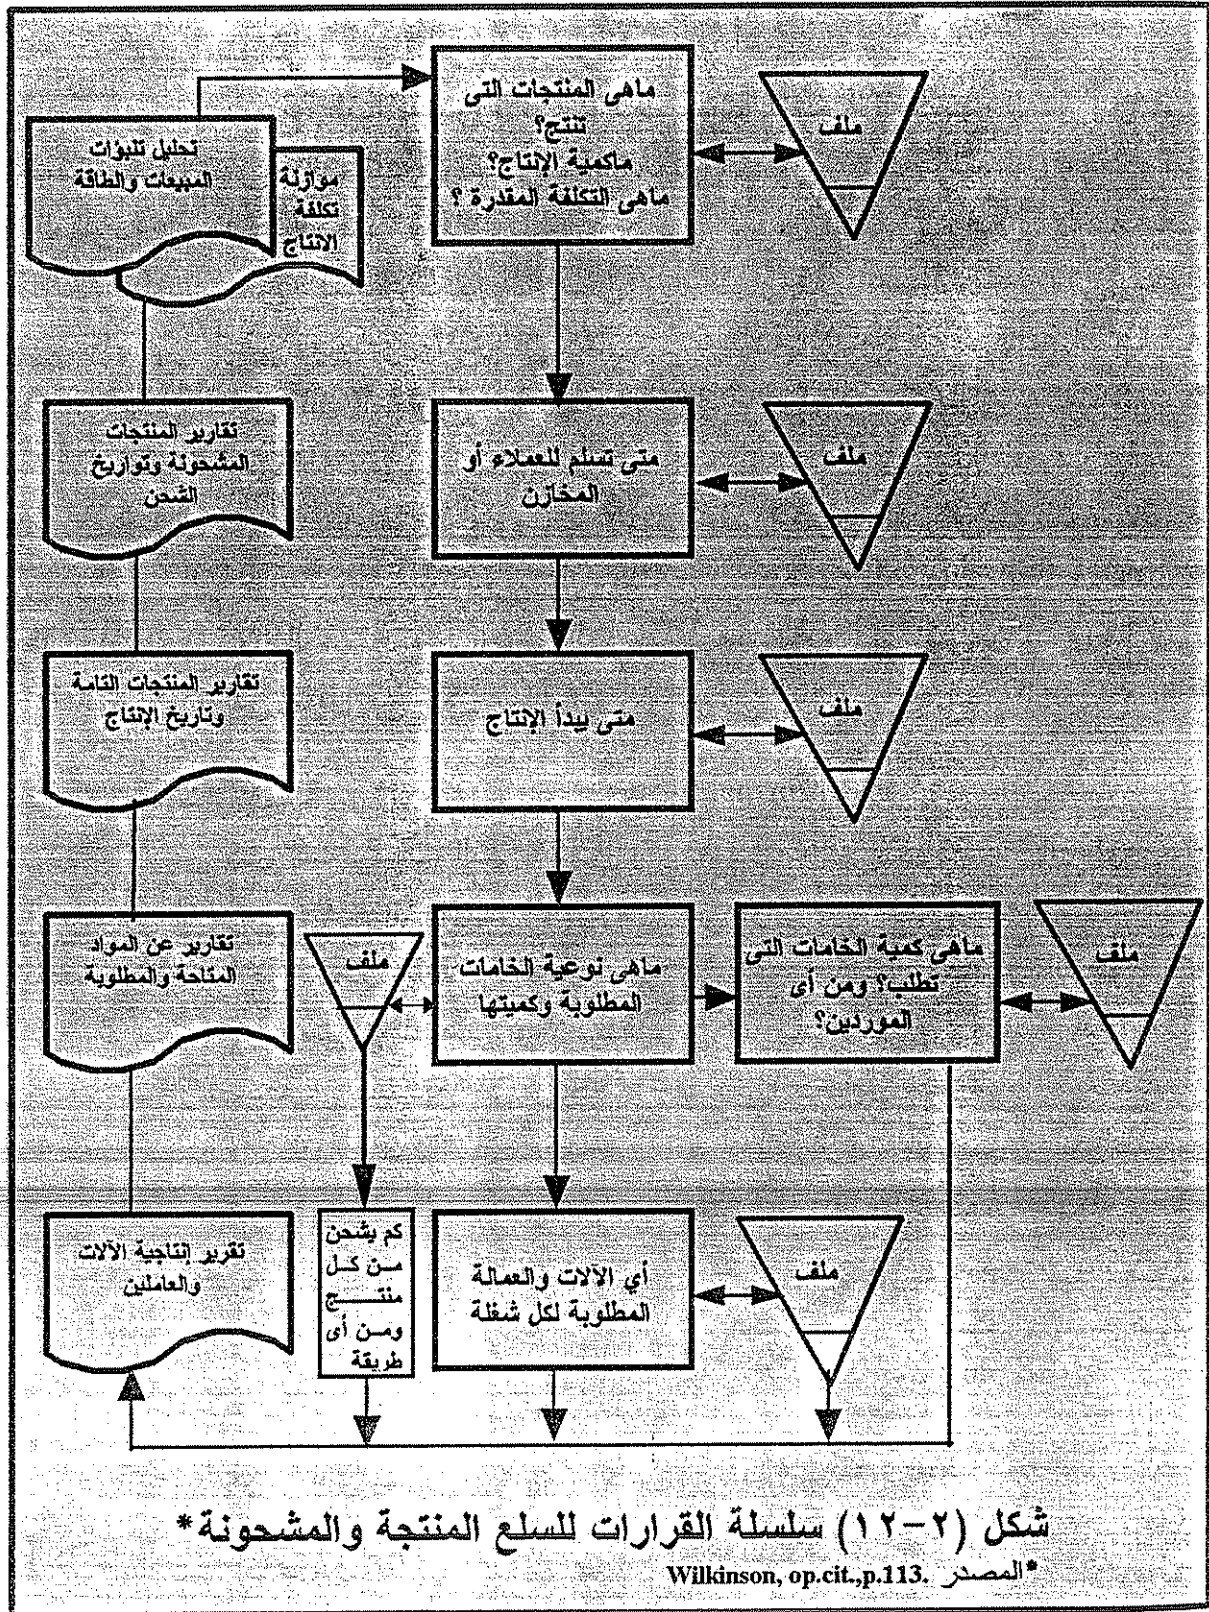 ماهى المنتجات التى
تنتج؟
ماكمية الإنتاج؟
ماهى التكلفة المقدرة ؟
ملف
تحليل تنبؤات
المبيعات والطاقة
موازنة
تكلفة
الانتاج
متى تسلم للعملاء أو
المخازن
ملف
تقارير المنتجات
المشحونة وتواريخ
الشحن
متى يبدأ الإنتاج
ملف
تقارير المنتجات التامة
وتاريخ الإنتاج
ماهى كمية الخامات التى
تطلب؟ ومن أى
الموردين؟
ملف
ماهى نوعية الخامات
المطلوبة وكميتها
ملف
تقارير عن المواد
المتاحة والمطلوبة
ملف
أي الالات والعمالة
المطلوبة لكل شغلة
كم يشحن
من كل
منتج
ومن أى
طريقة
تقرير إنتاجية الآلات
والعاملين
شكل (٢-١٢) سلسلة القرارات للسلع المنتجة والمشحونة*
*المصدر Wilkinson, op.cit.,p.113.